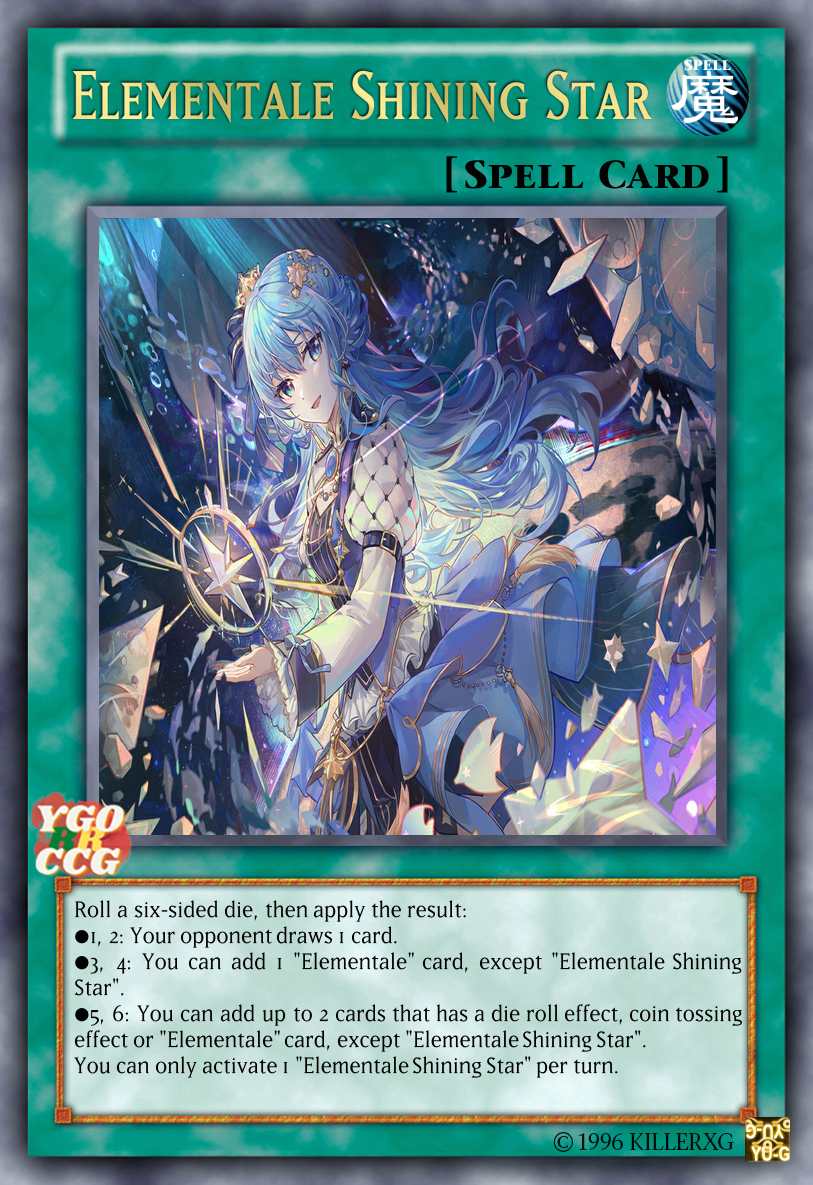 ELEMENTALE SHINING STAR
SPELL
魔
[SPELL CARD]
YGO
BR
CCG
Roll a six-sided die, then apply the result:
●1, 2: Your opponent draws 1 card.
●3, 4: You can add 1 "Elementale" card, except "Elementale Shining
Star".
●5, 6: You can add up to 2 cards that has a die roll effect, coin tossing
effect or "Elementale" card, except "Elementale Shining Star".
You can only activate 1 "Elementale Shining Star" per turn.
© 1996 KILLERXG